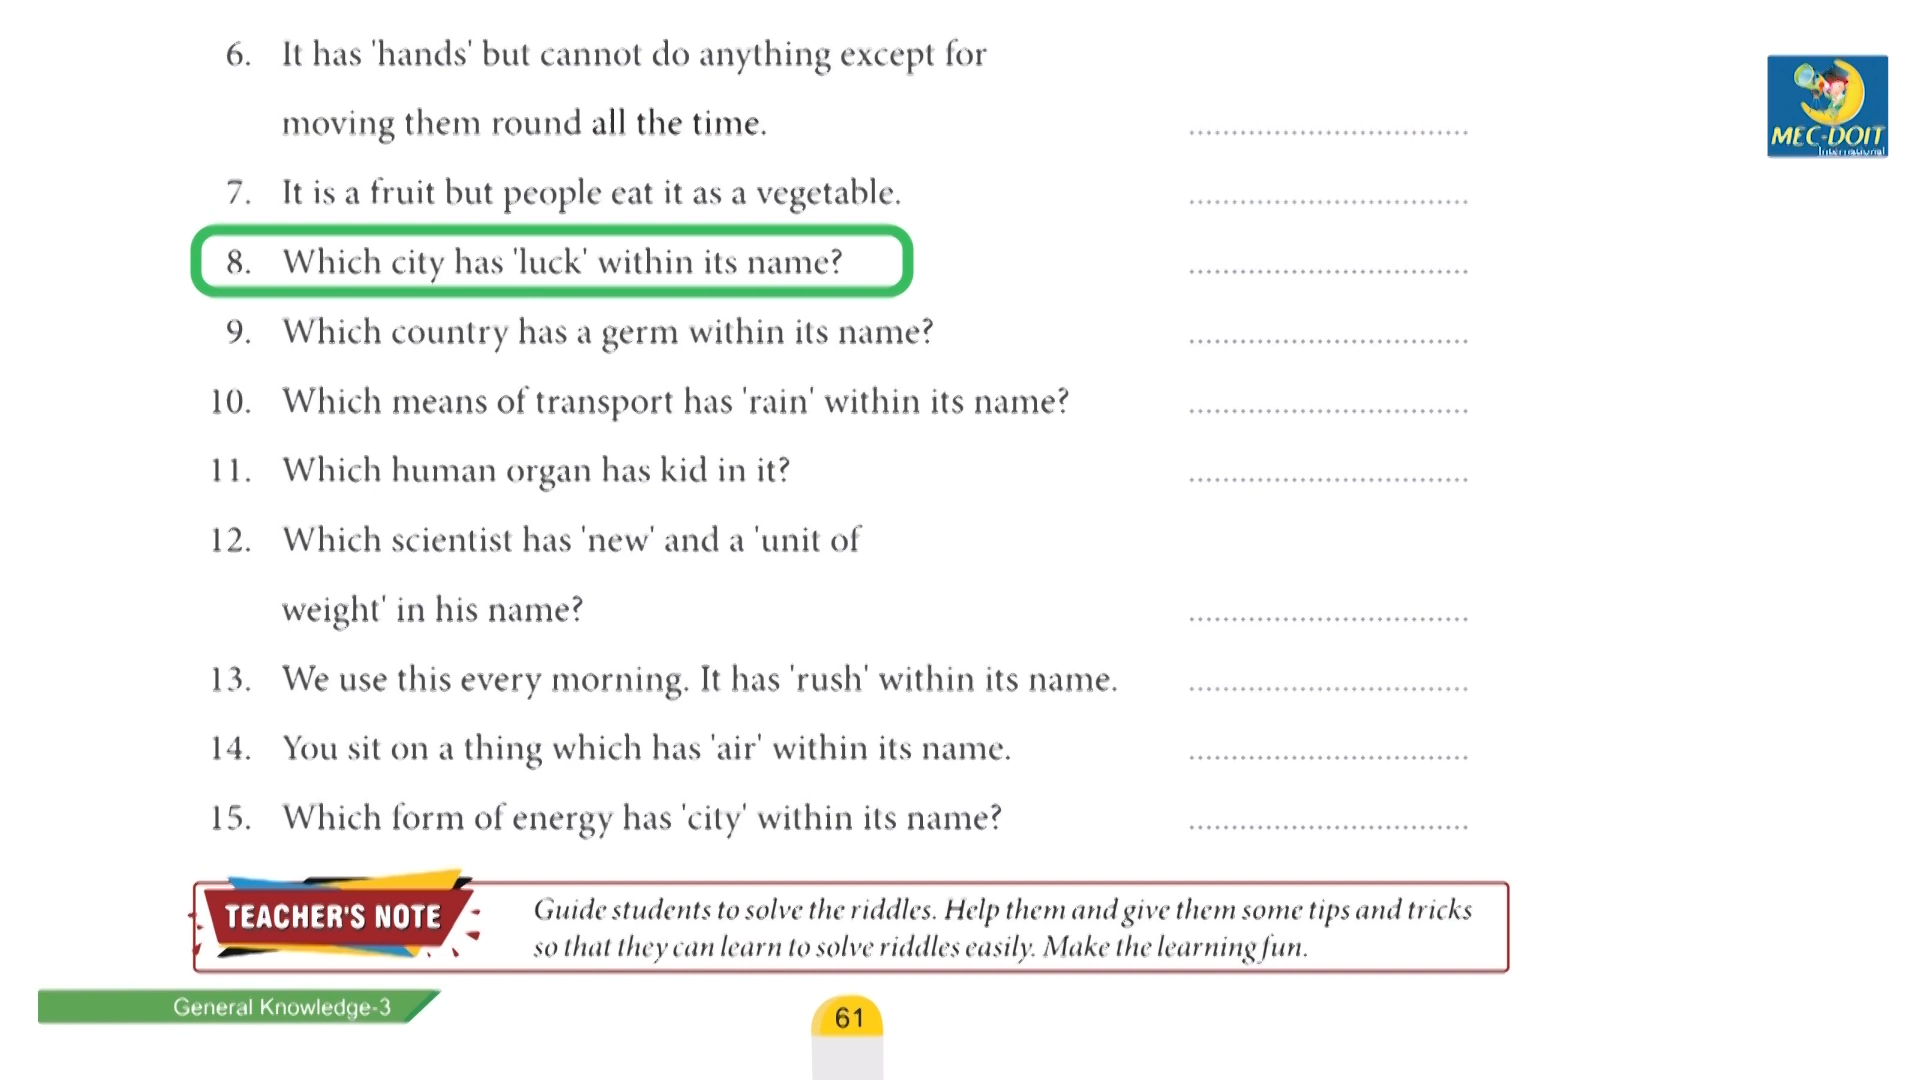 6. It has 'hands' but cannot do anything except for
moving them round all the time. ................................
7. It is a fruit but people eat it as a vegetable. ................................
8. Which city has 'luck' within its name? ................................
9. Which country has a germ within its name? ................................
10. Which means of transport has 'rain' within its name? ................................
11. Which human organ has kid in it? ................................
12. Which scientist has 'new' and a 'unit of
weight' in his name? ................................
13. We use this every morning. It has 'rush' within its name. ................................
14. You sit on a thing which has 'air' within its name. ................................
15. Which form of energy has 'city' within its name? ................................
MEC-DOIT
International
TEACHER'S NOTE
Guide students to solve the riddles. Help them and give them some tips and tricks
so that they can learn to solve riddles easily. Make the learning fun.
General Knowledge-3
61